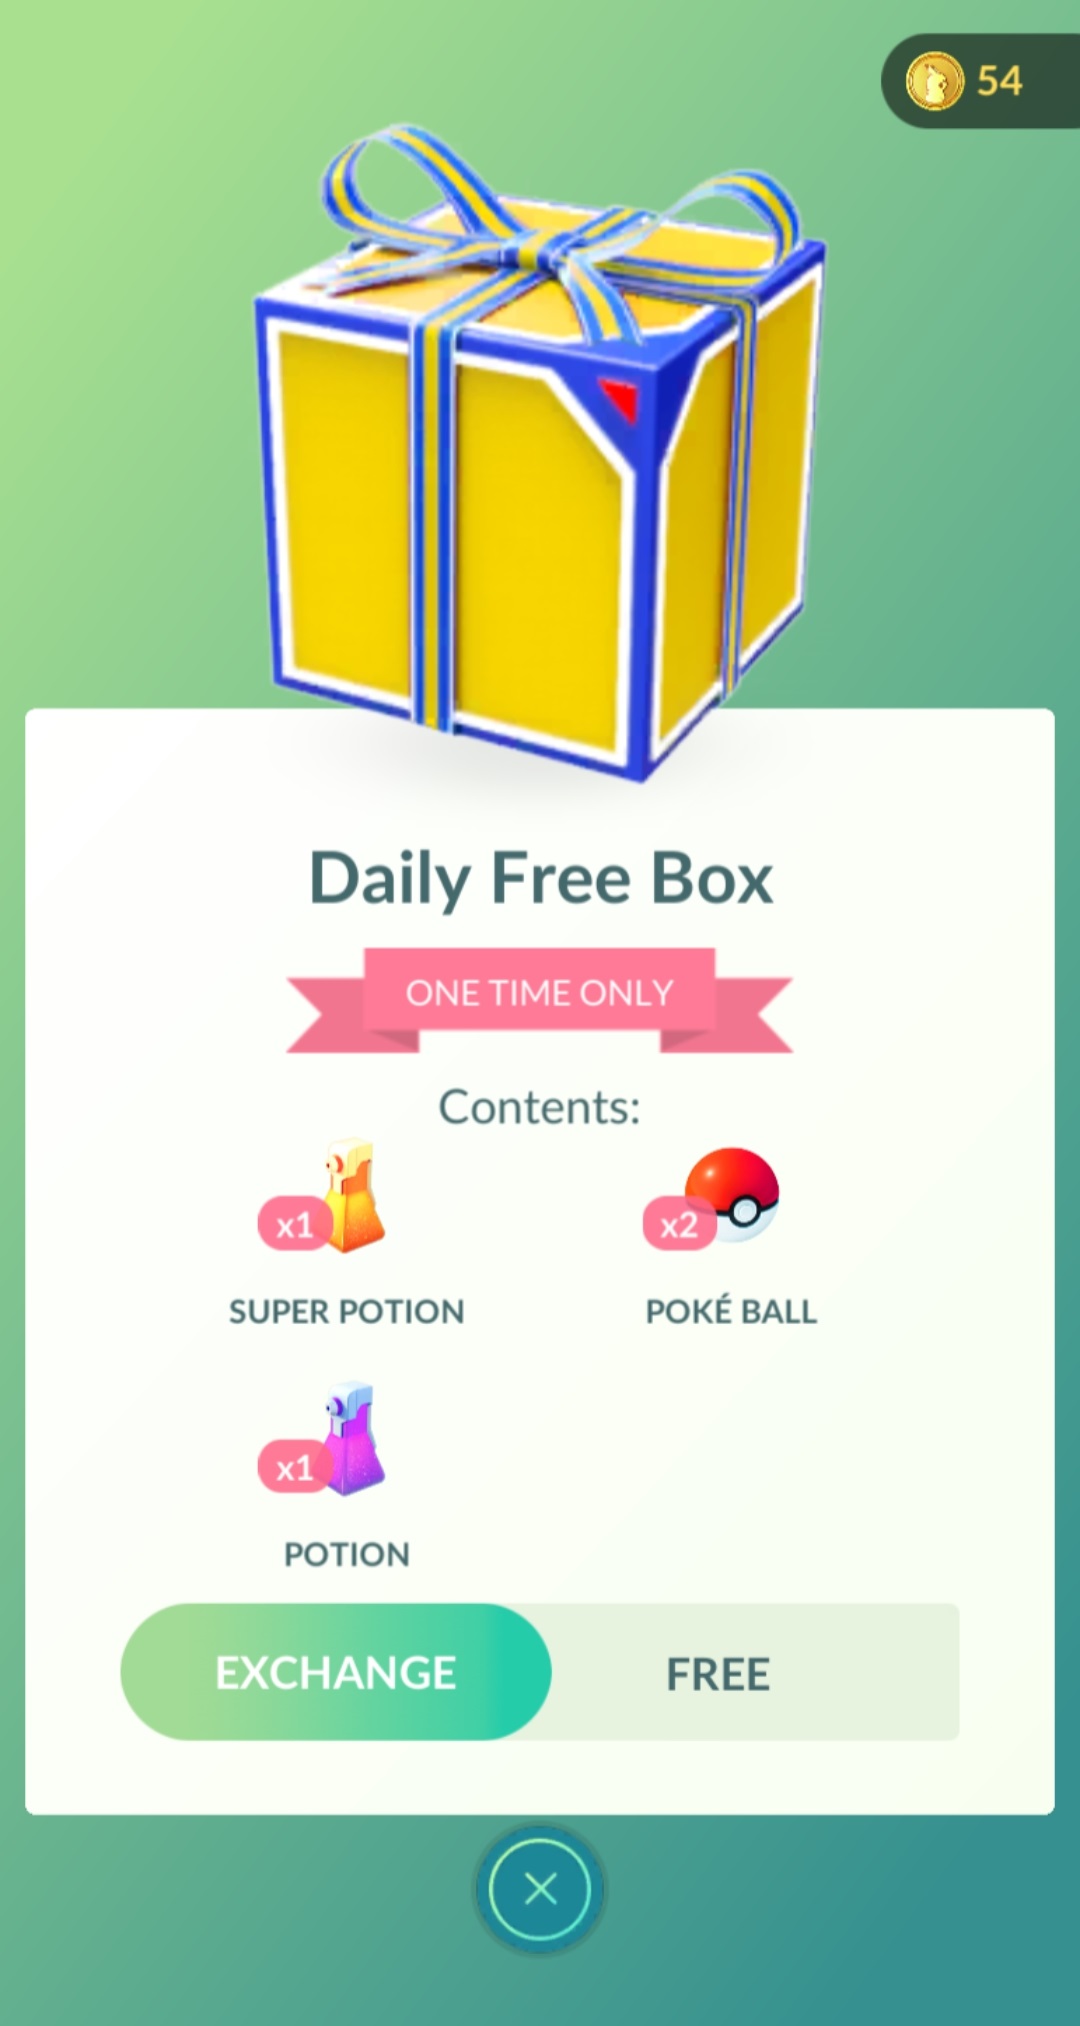 54
Daily Free Box
ONE TIME ONLY
Contents:
x1
SUPER POTION
x2
POKÉ BALL
x1
POTION
EXCHANGE
FREE